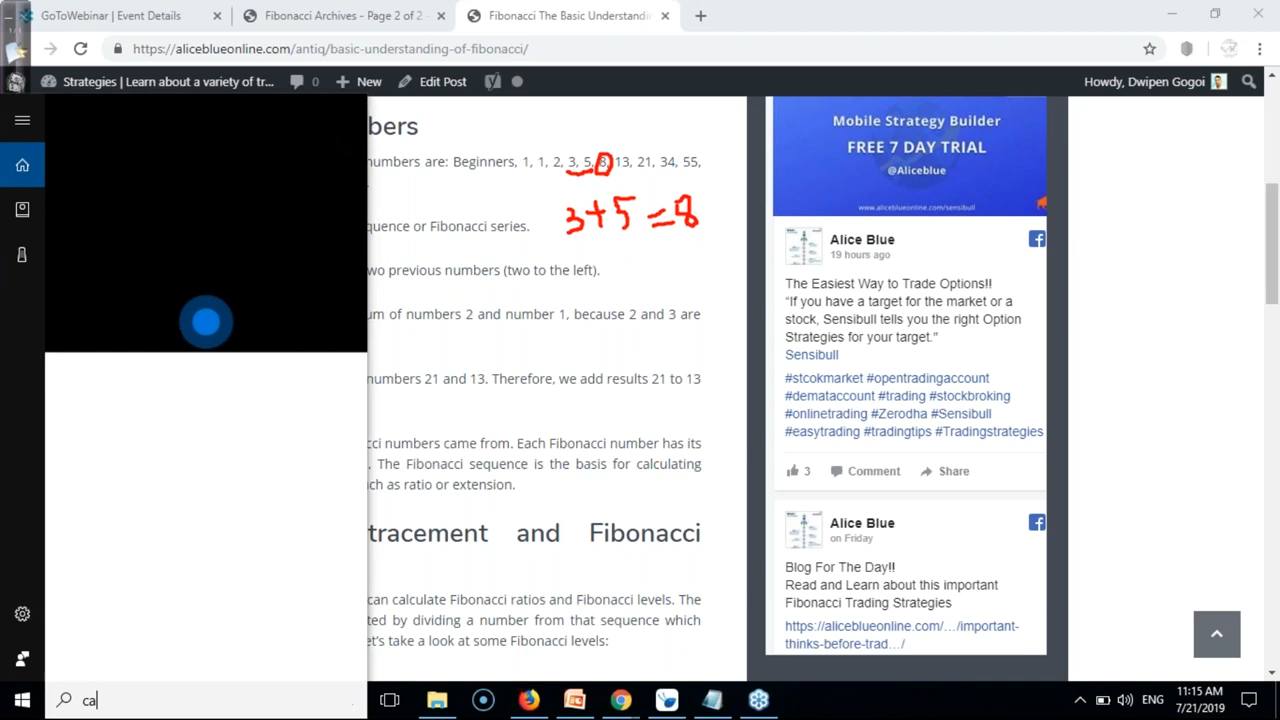 GoToWebinar | Event Details
Fibonacci Archives - Page 2 of 2
Fibonacci The Basic Understandin
https://aliceblueonline.com/antiq/basic-understanding-of-fibonacci/
Strategies | Learn about a variety of tr... 0 New Edit Post
Howdy, Dwipen Gogoi
bers
numbers are: Beginners, 1, 1, 2, 3, 5, 8, 13, 21, 34, 55,
3+5=8
quence or Fibonacci series.
wo previous numbers (two to the left).
um of numbers 2 and number 1, because 2 and 3 are
numbers 21 and 13. Therefore, we add results 21 to 13
cci numbers came from. Each Fibonacci number has its
. The Fibonacci sequence is the basis for calculating
uch as ratio or extension.
tracement and Fibonacci
can calculate Fibonacci ratios and Fibonacci levels. The
ted by dividing a number from that sequence which
et's take a look at some Fibonacci levels:
Mobile Strategy Builder
FREE 7 DAY TRIAL
@Aliceblue
www.aliceblueonline.com/sensibull
Alice Blue
19 hours ago
The Easiest Way to Trade Options!!
“If you have a target for the market or a
stock, Sensibull tells you the right Option
Strategies for your target.”
Sensibull
#stcokmarket #opentradingaccount
#demataccount #trading #stockbroking
#onlinetrading #Zerodha #Sensibull
#easytrading #tradingtips #Tradingstrategies
3 Comment Share
Alice Blue
on Friday
Blog For The Day!!
Read and Learn about this important
Fibonacci Trading Strategies
https://aliceblueonline.com/…/important-
thinks-before-trad…/
ca
ENG
11:15 AM
7/21/2019